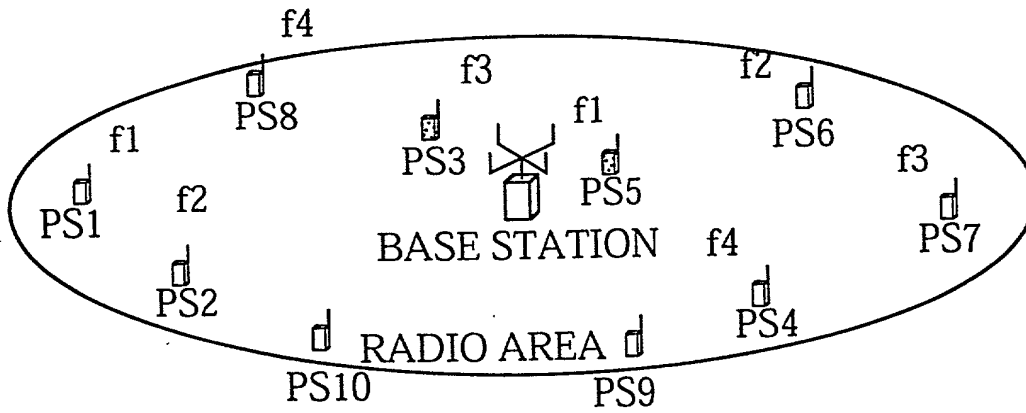 f4
PS8
f3
PS3
f1
PS5
f2
PS6
f1
PS1
f2
PS2
f3
PS7
BASE STATION
f4
PS4
RADIO AREA
PS10
PS9